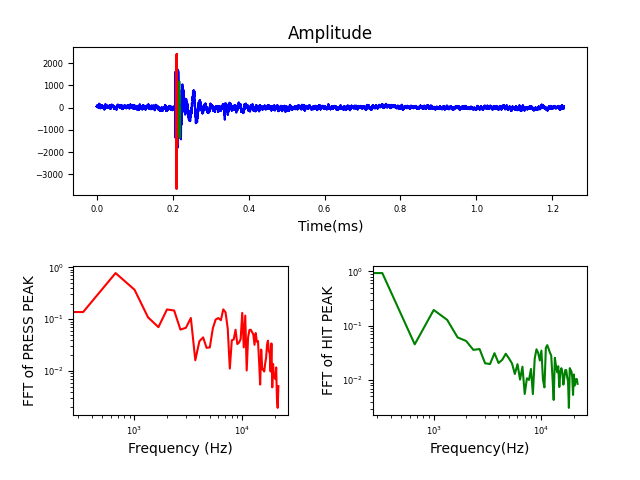 Amplitude
2000
1000
0
−1000
−2000
−3000
0.0 0.2 0.4 0.6 0.8 1.0 1.2
Time(ms)
FFT of PRESS PEAK
10⁰
10⁻¹
10⁻²
10³ 10⁴
Frequency (Hz)
FFT of HIT PEAK
10⁰
10⁻¹
10⁻²
10³ 10⁴
Frequency(Hz)